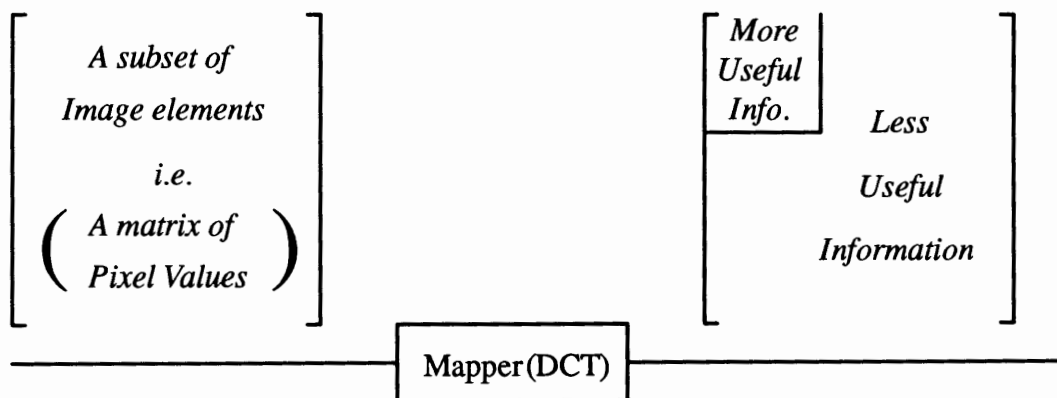 A subset of
Image elements
i.e.
( A matrix of
Pixel Values )
More
Useful
Info.
Less
Useful
Information
Mapper(DCT)